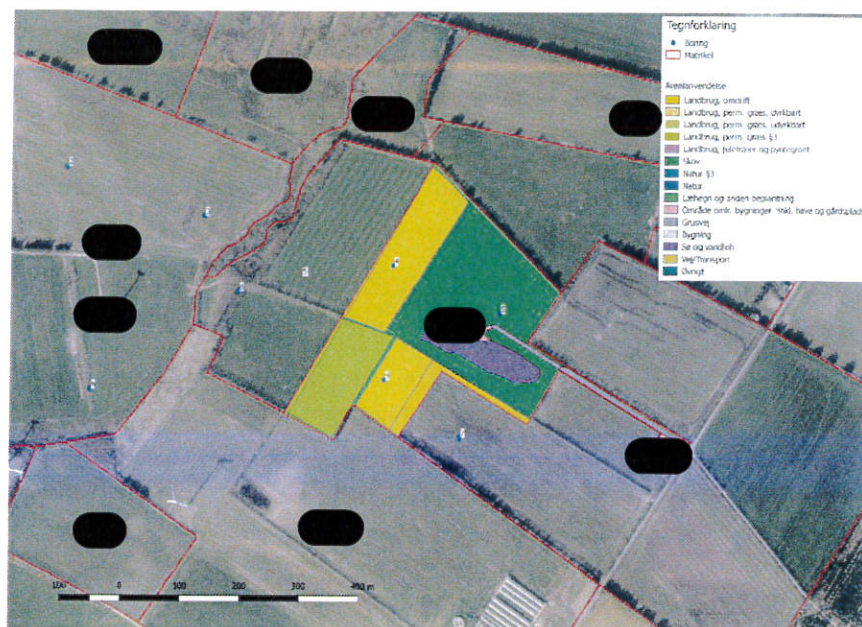 Tegnforklaring
Boring
Matrikel
Arealanvendelse
Landbrug, omdrift
Landbrug, perm. græs, dyrkbart
Landbrug, perm. græs, udyrkbart
Landbrug, perm. græs §3
Landbrug, juletræer og pyntegrønt
Skov
Natur §3
Natur
Læhegn og anden beplantning
Område omk. bygninger inkl. have og gårdsplads
Grusvej
Bygning
Sø og vandhul
Vej/Transport
Øvrigt
100 0 100 200 300 400 m